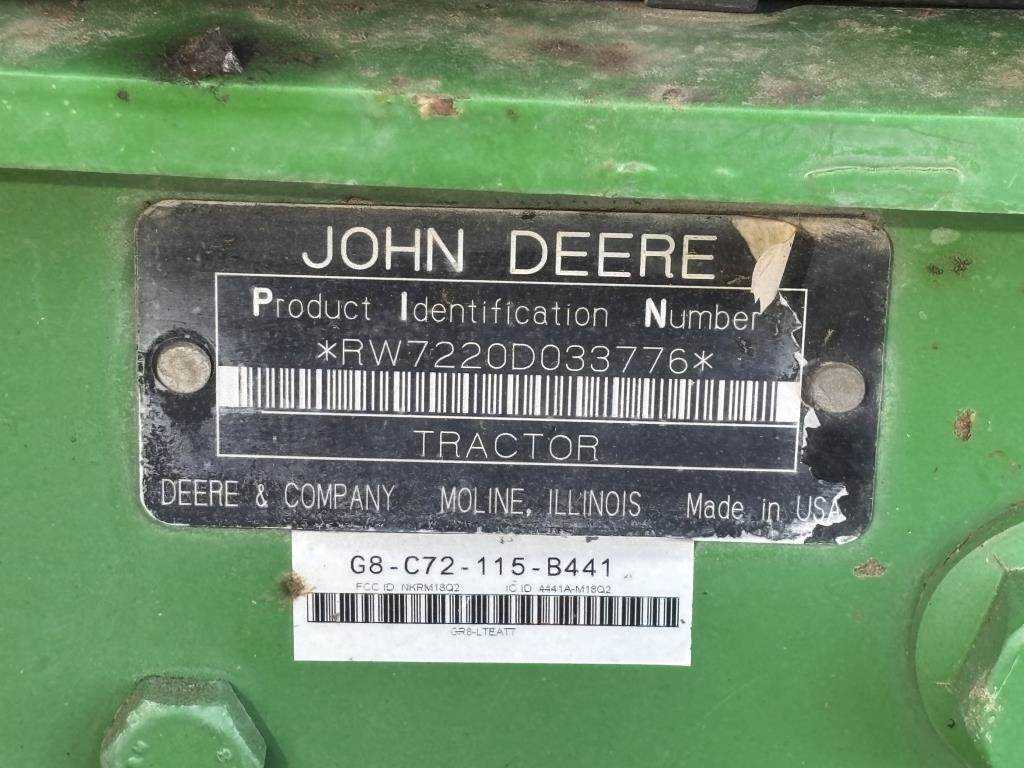 JOHN DEERE
Product Identification Number
*RW7220D033776*
TRACTOR
DEERE & COMPANY MOLINE, ILLINOIS Made in USA
G8-C72-115-B441
FCC ID NKRM18Q2 IC ID 4441A-M18Q2
GR8-LTEATT